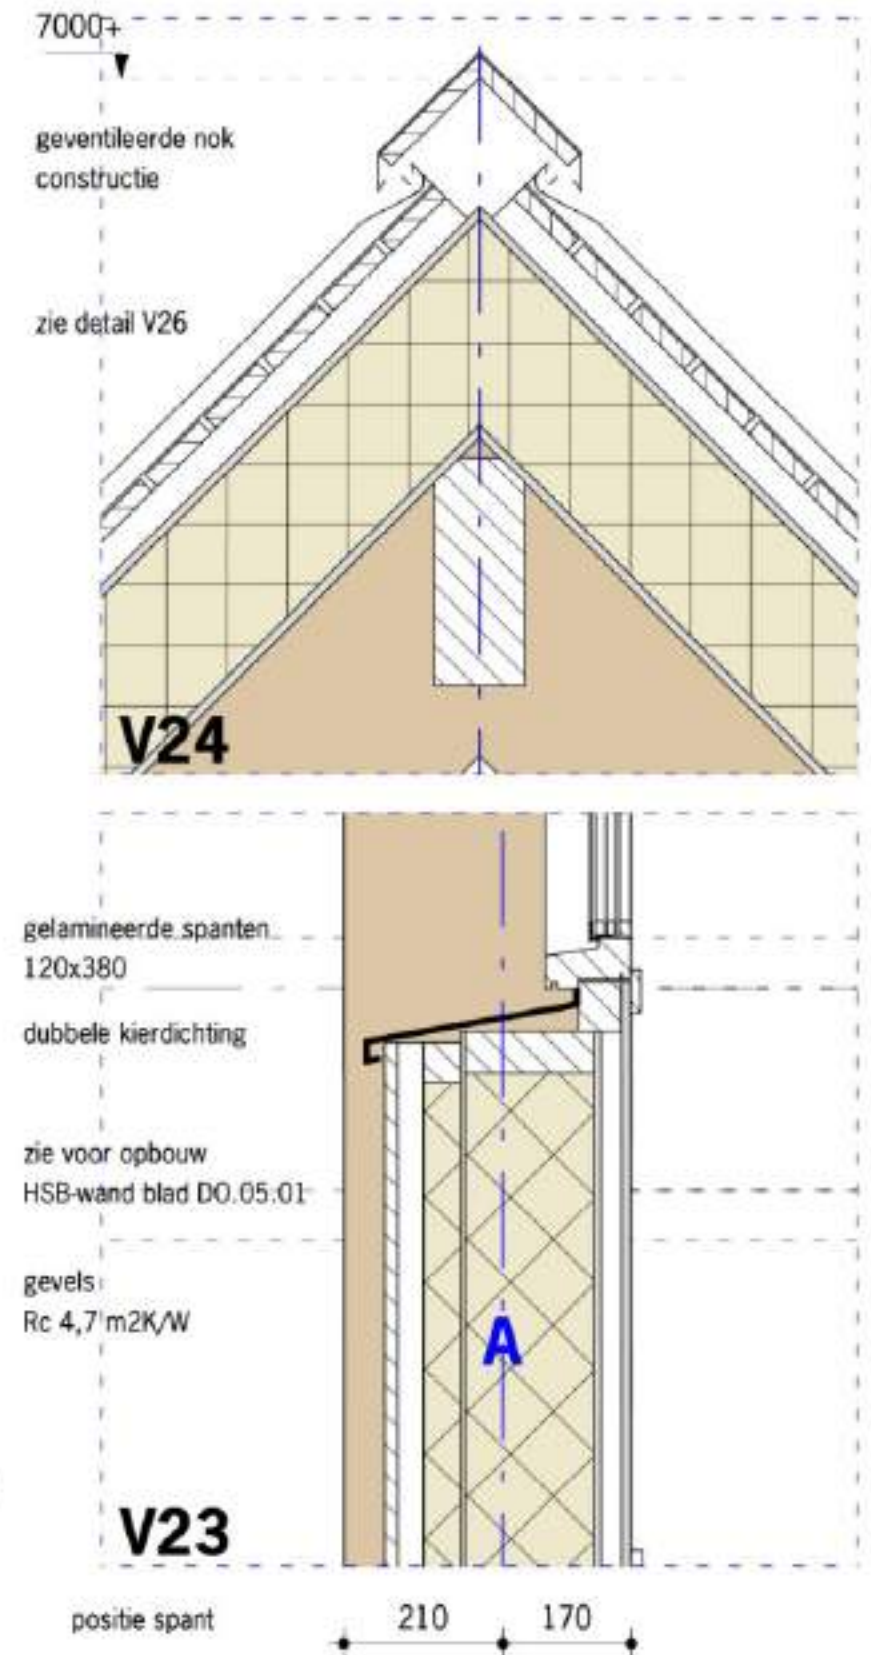 7000+
geventileerde nok
constructie
zie detail V26
V24
gelamineerde spanten
120x380
dubbele kierdichting
zie voor opbouw
HSB-wand blad DO.05.01
gevels
Rc 4,7 m2K/W
A
V23
positie spant
210
170